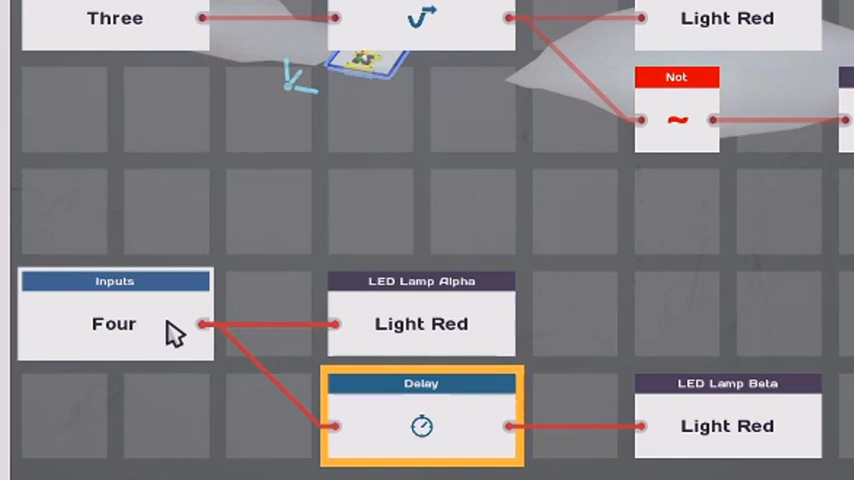 Three
Light Red
Not
~
Inputs
Four
LED Lamp Alpha
Light Red
Delay
LED Lamp Beta
Light Red